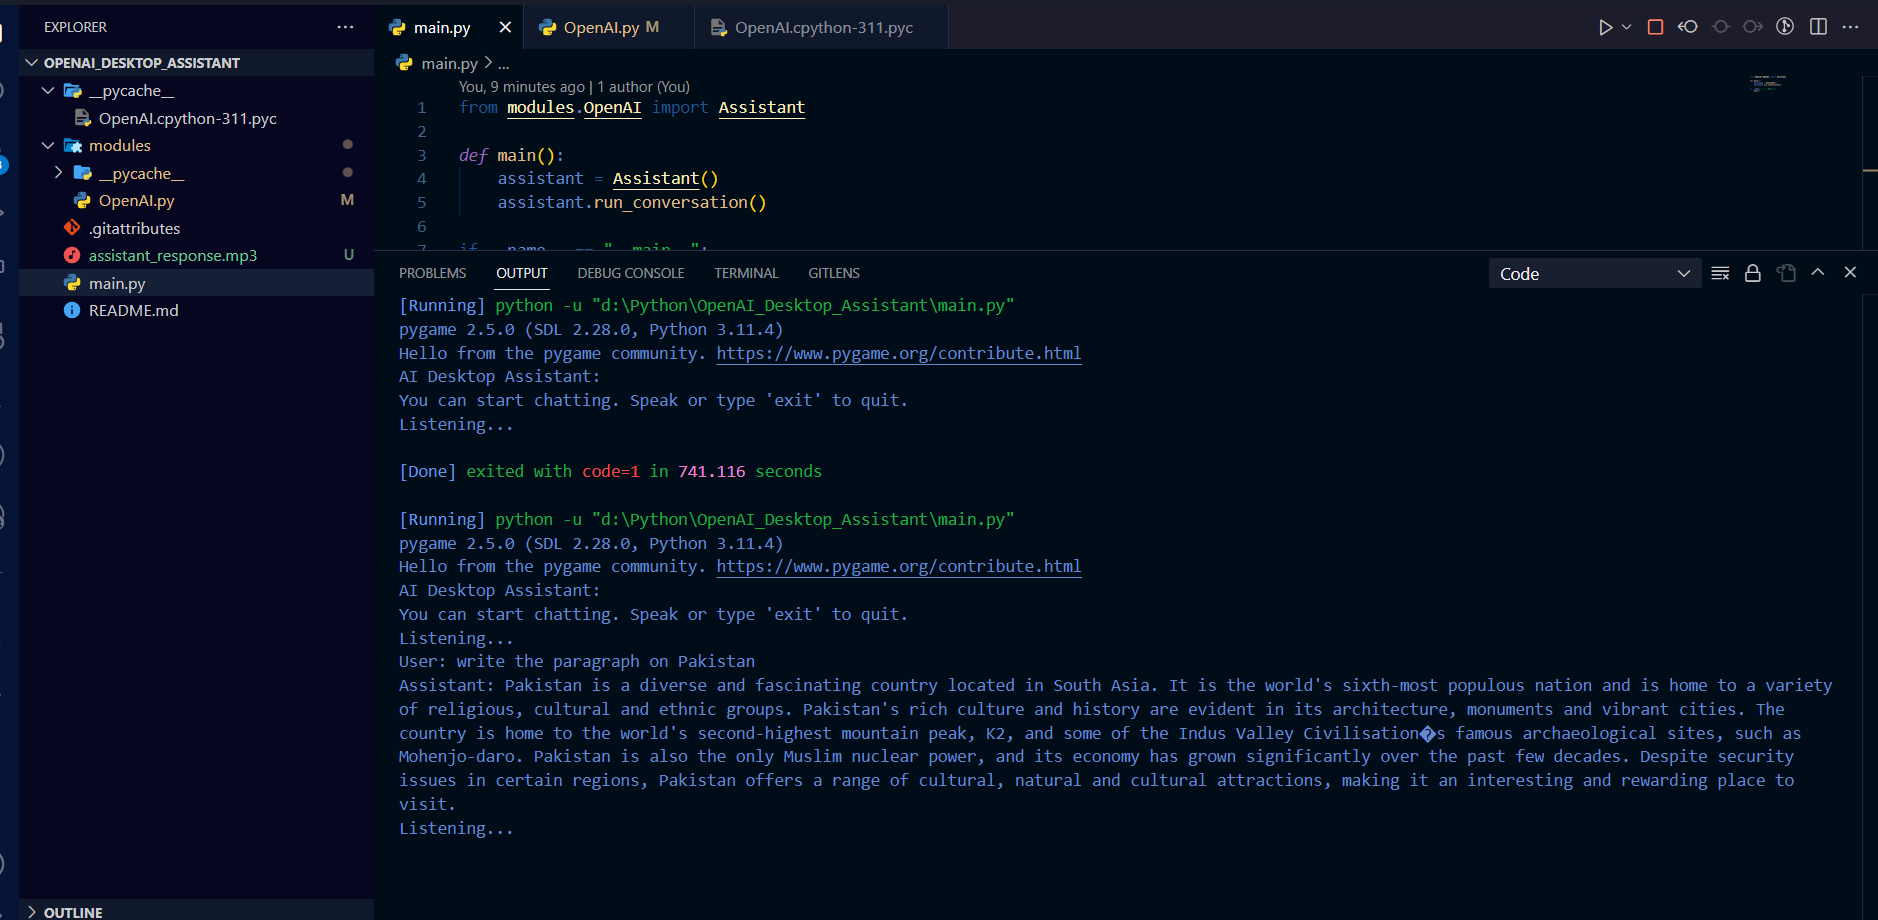 EXPLORER
OPENAI_DESKTOP_ASSISTANT
__pycache__
OpenAI.cpython-311.pyc
modules
__pycache__
OpenAI.py M
.gitattributes
assistant_response.mp3 U
main.py
README.md
OUTLINE
main.py
OpenAI.py M
OpenAI.cpython-311.pyc
main.py > ...
You, 9 minutes ago | 1 author (You)
1 from modules.OpenAI import Assistant
2
3 def main():
4 assistant = Assistant()
5 assistant.run_conversation()
6
7 if __name__ == "__main__":
PROBLEMS OUTPUT DEBUG CONSOLE TERMINAL GITLENS
Code
[Running] python -u "d:\Python\OpenAI_Desktop_Assistant\main.py"
pygame 2.5.0 (SDL 2.28.0, Python 3.11.4)
Hello from the pygame community. https://www.pygame.org/contribute.html
AI Desktop Assistant:
You can start chatting. Speak or type 'exit' to quit.
Listening...
[Done] exited with code=1 in 741.116 seconds
[Running] python -u "d:\Python\OpenAI_Desktop_Assistant\main.py"
pygame 2.5.0 (SDL 2.28.0, Python 3.11.4)
Hello from the pygame community. https://www.pygame.org/contribute.html
AI Desktop Assistant:
You can start chatting. Speak or type 'exit' to quit.
Listening...
User: write the paragraph on Pakistan
Assistant: Pakistan is a diverse and fascinating country located in South Asia. It is the world's sixth-most populous nation and is home to a variety
of religious, cultural and ethnic groups. Pakistan's rich culture and history are evident in its architecture, monuments and vibrant cities. The
country is home to the world's second-highest mountain peak, K2, and some of the Indus Valley Civilisation�s famous archaeological sites, such as
Mohenjo-daro. Pakistan is also the only Muslim nuclear power, and its economy has grown significantly over the past few decades. Despite security
issues in certain regions, Pakistan offers a range of cultural, natural and cultural attractions, making it an interesting and rewarding place to
visit.
Listening...